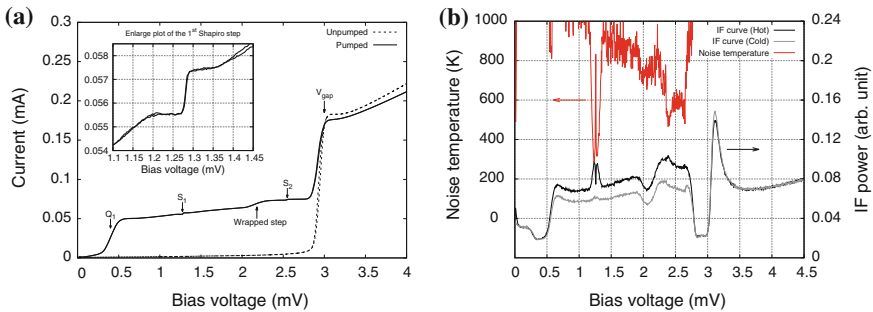 (a)
Current (mA)
0.3
0.25
0.2
0.15
0.1
0.05
0
0
0.5
1
1.5
2
2.5
3
3.5
4
Bias voltage (mV)
Unpumped
Pumped
Enlarge plot of the 1st Shapiro step
0.058
0.057
0.056
0.055
0.054
1.1
1.15
1.2
1.25
1.3
1.35
1.4
1.45
Bias voltage (mV)
Vgap
Q1
S1
Wrapped step
S2
(b)
Noise temperature (K)
1000
800
600
400
200
0
0
0.5
1.0
1.5
2.0
2.5
3.0
3.5
4.0
4.5
Bias voltage (mV)
IF curve (Hot)
IF curve (Cold)
Noise temperature
0.24
0.2
0.16
0.12
0.08
0.04
0
IF power (arb. unit)